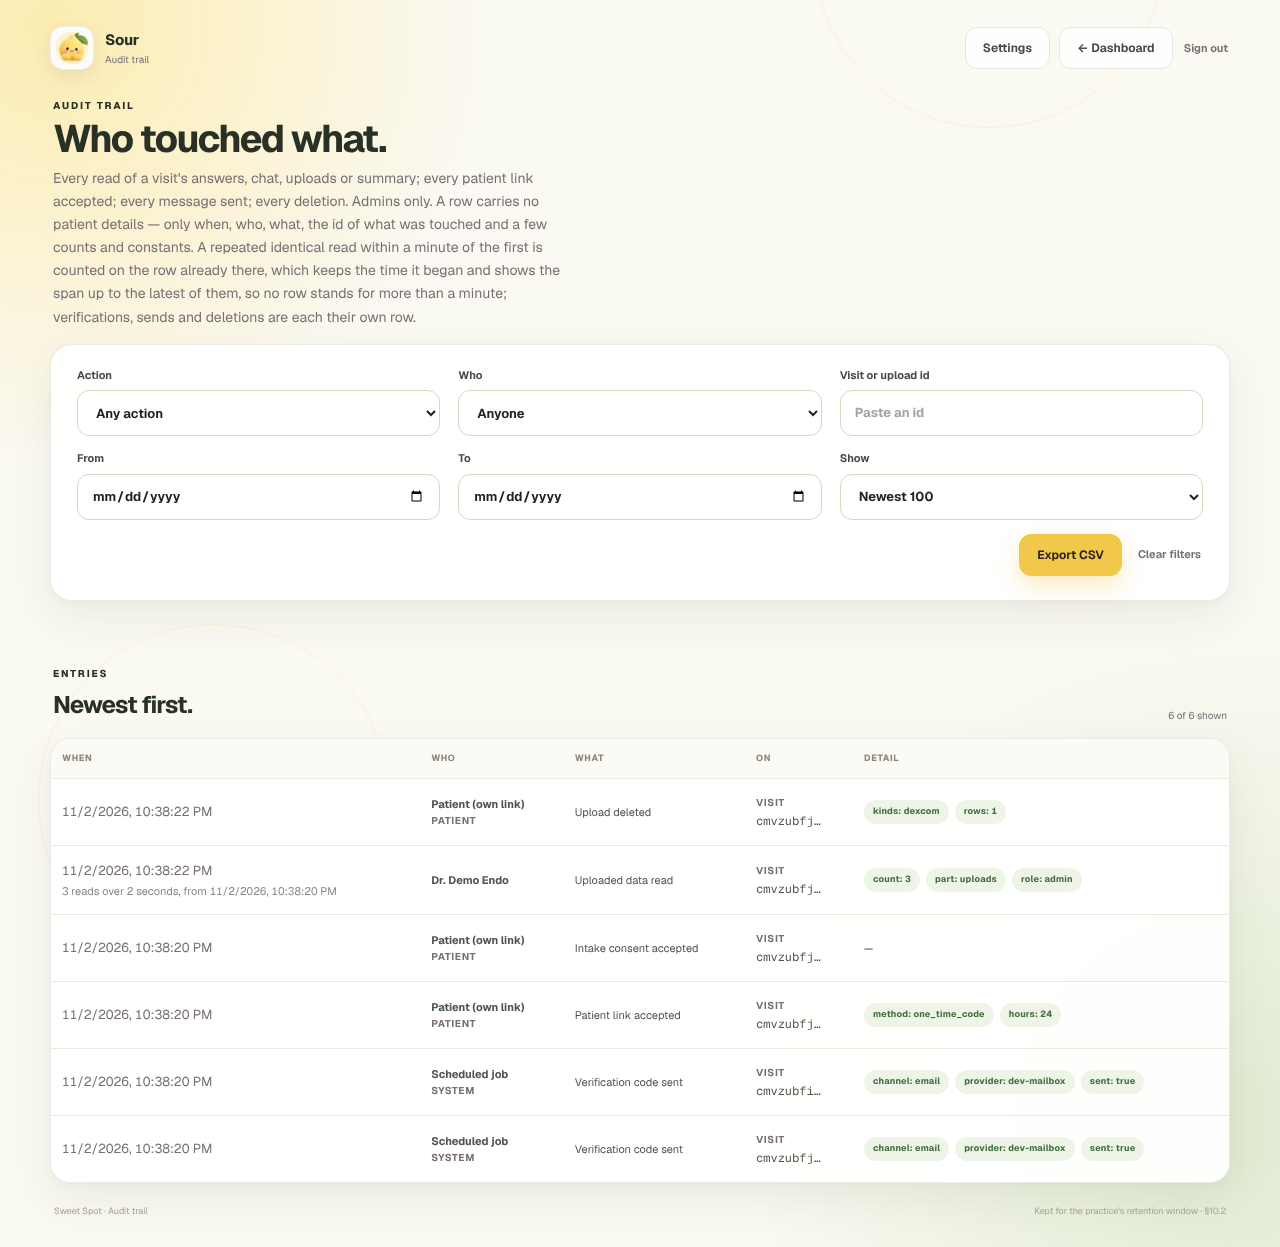 Sour
Audit trail
Settings
← Dashboard
Sign out
AUDIT TRAIL
Who touched what.
Every read of a visit's answers, chat, uploads or summary; every patient link
accepted; every message sent; every deletion. Admins only. A row carries no
patient details — only when, who, what, the id of what was touched and a few
counts and constants. A repeated identical read within a minute of the first is
counted on the row already there, which keeps the time it began and shows the
span up to the latest of them, so no row stands for more than a minute;
verifications, sends and deletions are each their own row.
Action
Who
Visit or upload id
Any action
Anyone
Paste an id
From
To
Show
mm/dd/yyyy
mm/dd/yyyy
Newest 100
Export CSV
Clear filters
ENTRIES
Newest first.
6 of 6 shown
WHEN WHO WHAT ON DETAIL
11/2/2026, 10:38:22 PM
Patient (own link)
PATIENT
Upload deleted
VISIT
cmvzubfj…
kinds: dexcom
rows: 1
11/2/2026, 10:38:22 PM
3 reads over 2 seconds, from 11/2/2026, 10:38:20 PM
Dr. Demo Endo
Uploaded data read
VISIT
cmvzubfj…
count: 3
part: uploads
role: admin
11/2/2026, 10:38:20 PM
Patient (own link)
PATIENT
Intake consent accepted
VISIT
cmvzubfj…
—
11/2/2026, 10:38:20 PM
Patient (own link)
PATIENT
Patient link accepted
VISIT
cmvzubfj…
method: one_time_code
hours: 24
11/2/2026, 10:38:20 PM
Scheduled job
SYSTEM
Verification code sent
VISIT
cmvzubfi…
channel: email
provider: dev-mailbox
sent: true
11/2/2026, 10:38:20 PM
Scheduled job
SYSTEM
Verification code sent
VISIT
cmvzubfj…
channel: email
provider: dev-mailbox
sent: true
Sweet Spot · Audit trail
Kept for the practice's retention window · §10.2